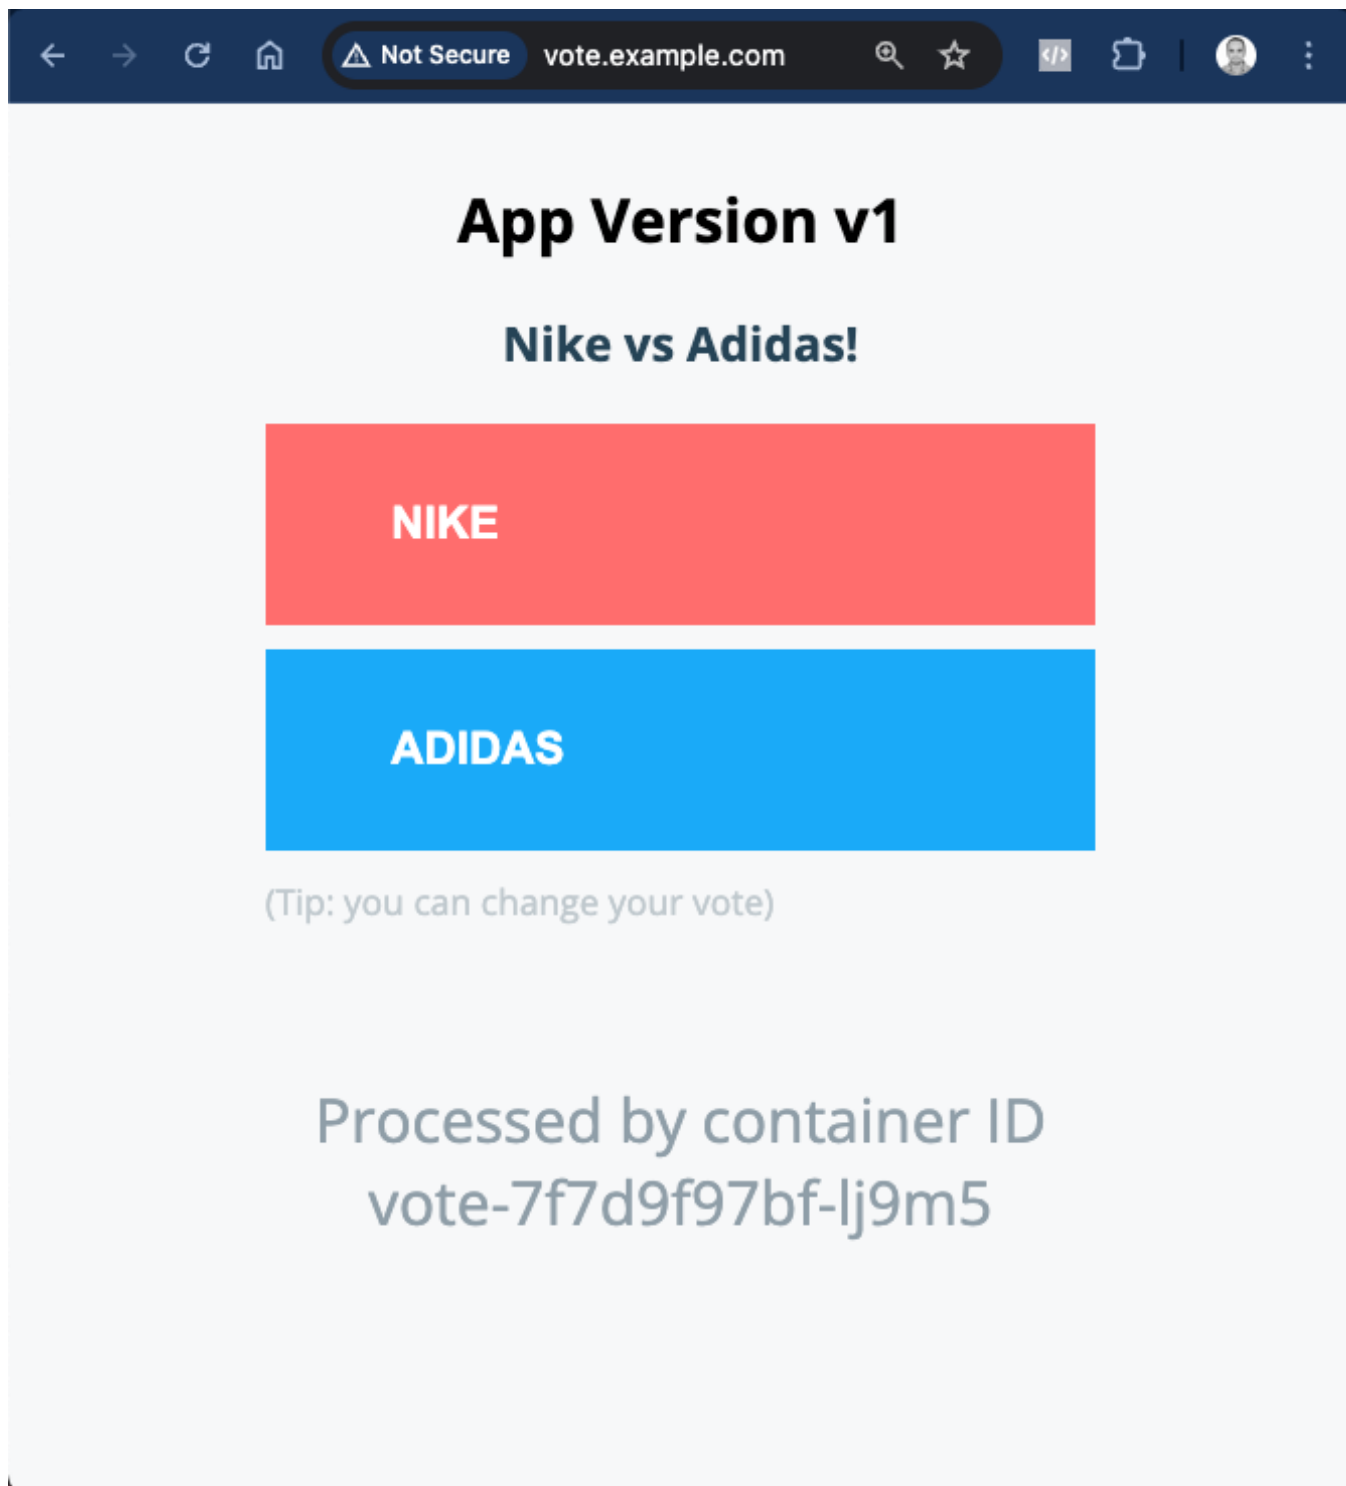 Not Secure vote.example.com
App Version v1
Nike vs Adidas!
NIKE
ADIDAS
(Tip: you can change your vote)
Processed by container ID
vote-7f7d9f97bf-lj9m5